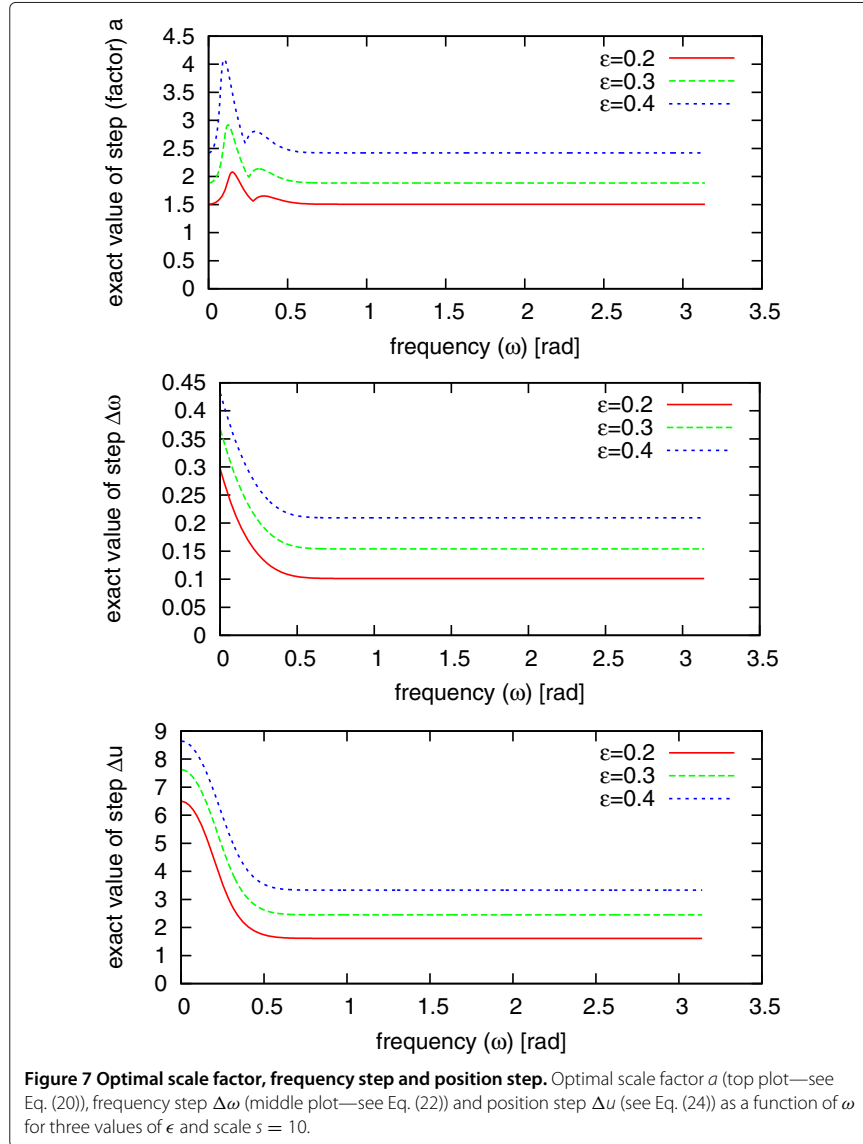 exact value of step (factor) a
4.5
4
3.5
3
2.5
2
1.5
1
0.5
0
ε=0.2
ε=0.3
ε=0.4
0 0.5 1 1.5 2 2.5 3 3.5
frequency (ω) [rad]
exact value of step Δω
0.45
0.4
0.35
0.3
0.25
0.2
0.15
0.1
0.05
0
ε=0.2
ε=0.3
ε=0.4
0 0.5 1 1.5 2 2.5 3 3.5
frequency (ω) [rad]
exact value of step Δu
9
8
7
6
5
4
3
2
1
0
ε=0.2
ε=0.3
ε=0.4
0 0.5 1 1.5 2 2.5 3 3.5
frequency (ω) [rad]
Figure 7 Optimal scale factor, frequency step and position step. Optimal scale factor a (top plot—see
Eq. (20)), frequency step Δω (middle plot—see Eq. (22)) and position step Δu (see Eq. (24)) as a function of ω
for three values of ϵ and scale s = 10.